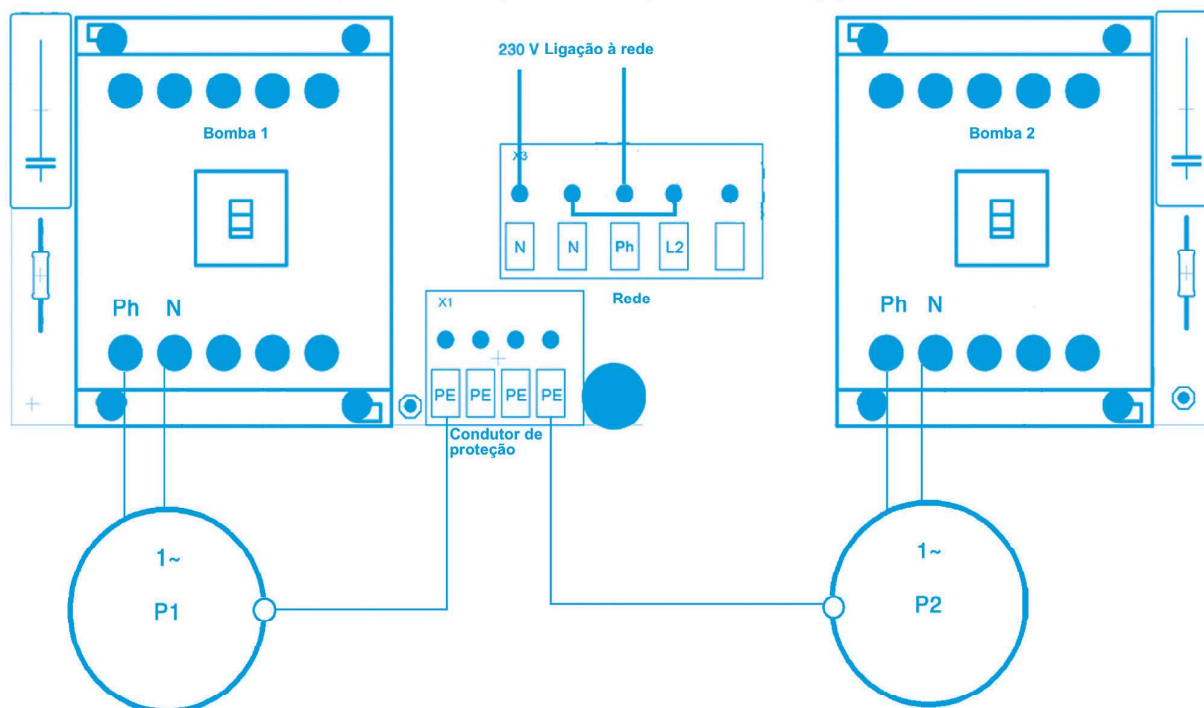 230 V Ligação à rede
Bomba 1
Bomba 2
X3
N N Ph L2
Rede
Ph N
X1
Ph N
PE PE PE PE
Condutor de
proteção
1~
P1
1~
P2